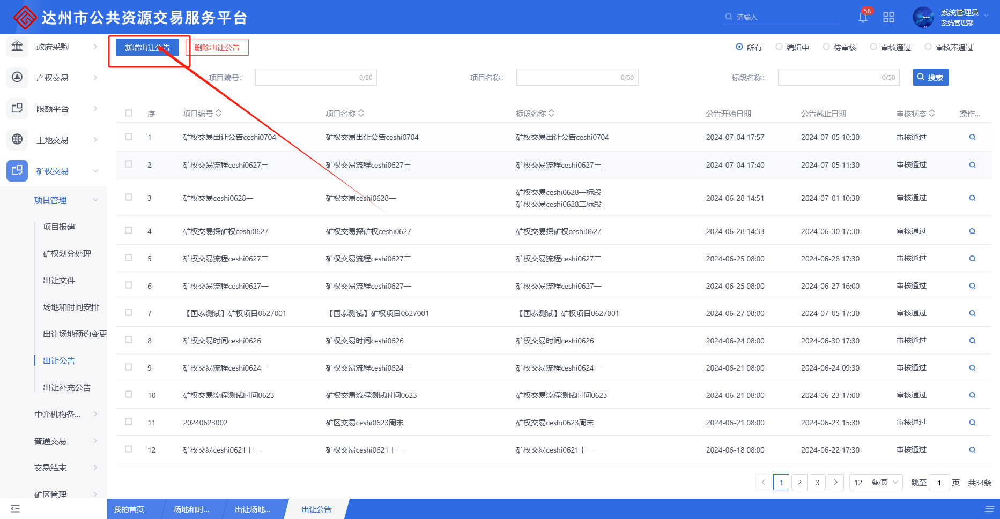 达州市公共资源交易服务平台
请输入
58
系统管理员
系统管理部
政府采购
产权交易
限额平台
土地交易
矿权交易
项目管理
项目报建
矿权划分处理
出让文件
场地和时间安排
出让场地预约变更
出让公告
出让补充公告
中介机构备...
普通交易
交易结束
矿区管理
新增出让公告 删除出让公告
所有 编辑中 待审核 审核通过 审核不通过
项目编号： 0/50 项目名称： 0/50 标段名称： 0/50 搜索
序 项目编号 项目名称 标段名称 公告开始日期 公告截止日期 审核状态 操作...
1 矿权交易出让公告ceshi0704 矿权交易出让公告ceshi0704 矿权交易出让公告ceshi0704 2024-07-04 17:57 2024-07-05 10:30 审核通过
2 矿权交易流程ceshi0627三 矿权交易流程ceshi0627三 矿权交易流程ceshi0627三 2024-07-04 17:40 2024-07-05 11:30 审核通过
3 矿权交易ceshi0628一 矿权交易ceshi0628一 矿权交易ceshi0628一标段 2024-06-28 14:51 2024-07-01 10:30 审核通过
矿权交易ceshi0628二标段
4 矿权交易探矿权ceshi0627 矿权交易探矿权ceshi0627 矿权交易探矿权ceshi0627 2024-06-28 14:33 2024-06-30 17:30 审核通过
5 矿权交易流程ceshi0627二 矿权交易流程ceshi0627二 矿权交易流程ceshi0627二 2024-06-25 08:00 2024-06-28 17:30 审核通过
6 矿权交易流程ceshi0627一 矿权交易流程ceshi0627一 矿权交易流程ceshi0627一 2024-06-25 08:00 2024-06-27 16:00 审核通过
7 【国泰测试】矿权项目0627001 【国泰测试】矿权项目0627001 【国泰测试】矿权项目0627001 2024-06-27 08:00 2024-07-05 17:30 审核通过
8 矿权交易时间ceshi0626 矿权交易时间ceshi0626 矿权交易时间ceshi0626 2024-06-24 08:00 2024-06-30 17:30 审核通过
9 矿权交易流程ceshi0624一 矿权交易流程ceshi0624一 矿权交易流程ceshi0624一 2024-06-21 08:00 2024-06-24 09:30 审核通过
10 矿权交易流程测试时间0623 矿权交易流程测试时间0623 矿权交易流程测试时间0623 2024-06-21 08:00 2024-06-23 17:00 审核通过
11 20240623002 矿区交易ceshi0623周末 矿权交易ceshi0623周末 2024-06-21 08:00 2024-06-23 15:30 审核通过
12 矿权交易ceshi0621十一 矿权交易ceshi0621十一 矿权交易ceshi0621十一 2024-06-18 08:00 2024-06-22 17:30 审核通过
1 2 3 12 条/页 跳至 1 页 共34条
我的首页 场地和时... 出让场地... 出让公告